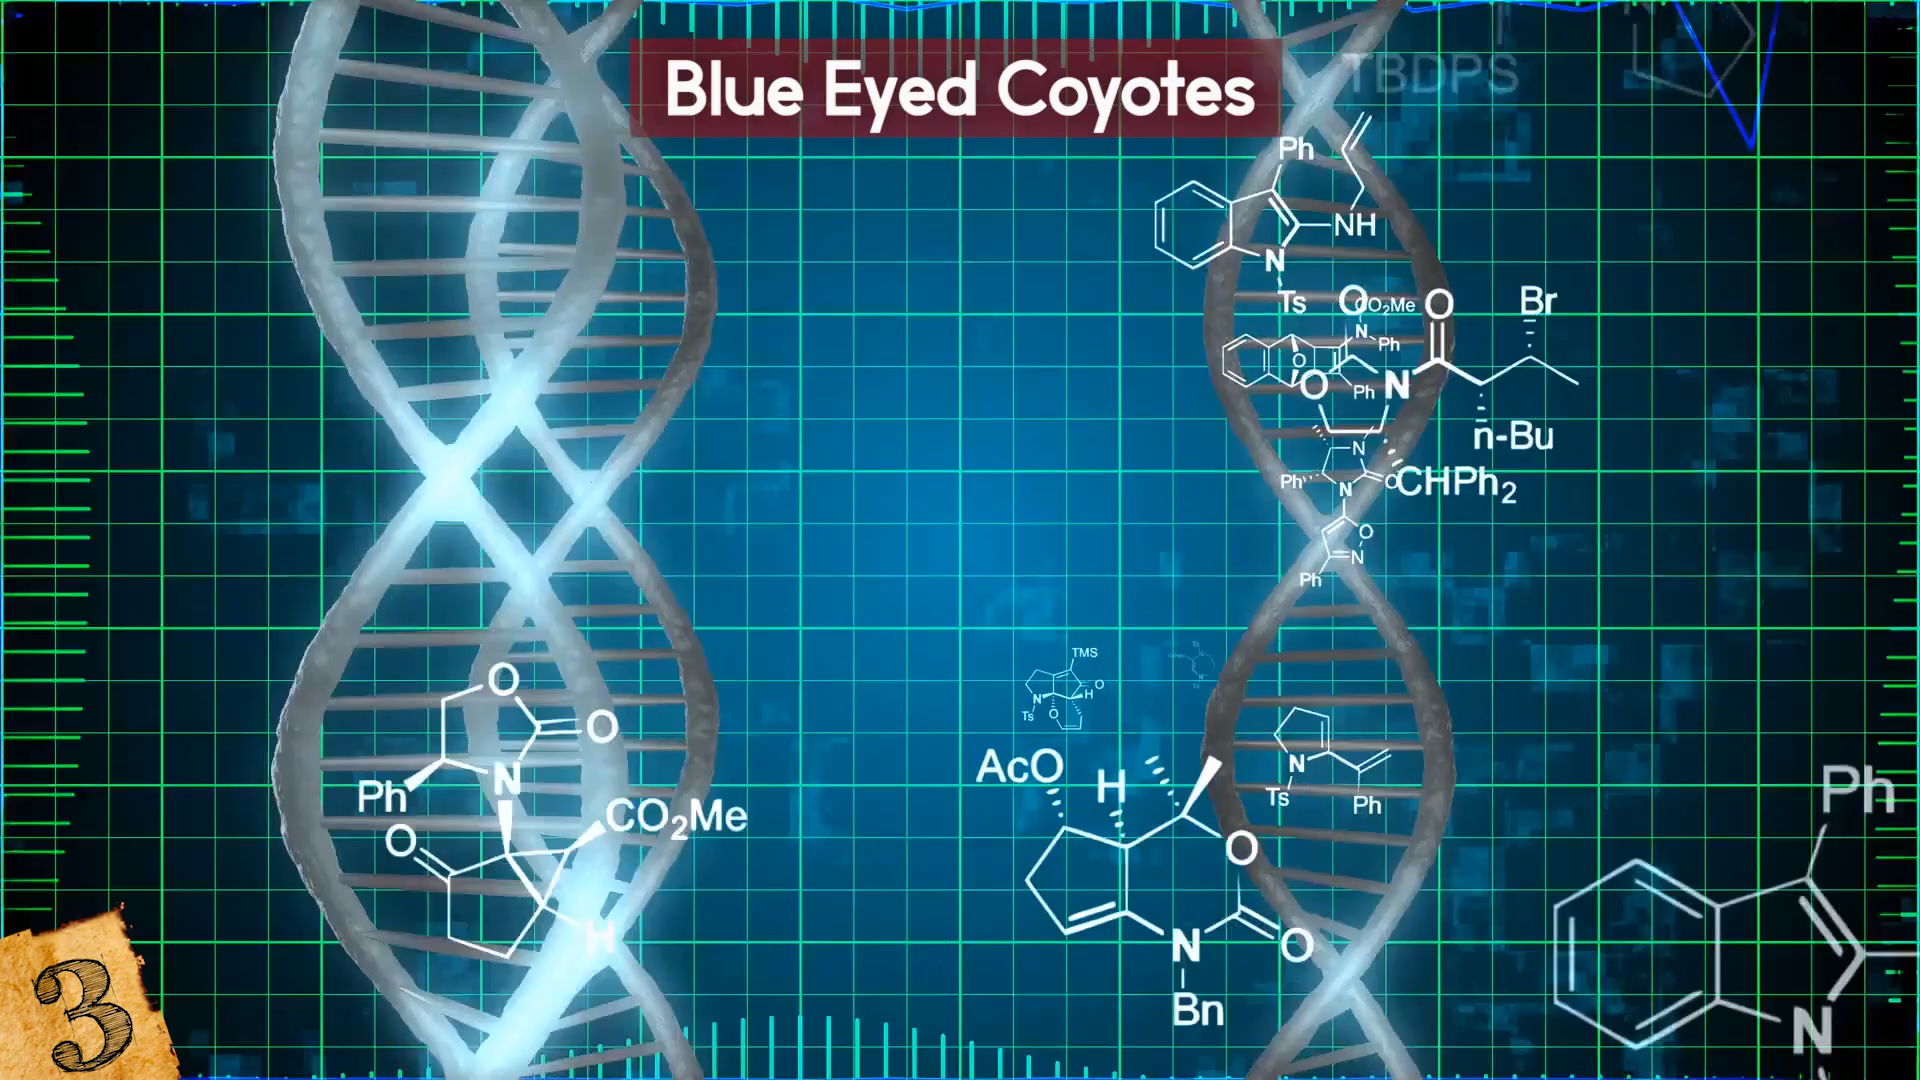 Blue Eyed Coyotes
TBDPS
Ph
NH
N
Ts
O
CO₂Me
N
Ph
O
Ph
O
N
O
Br
n-Bu
CHPh₂
N
O
Ph
N
O
N
Ph
TMS
O
H
N
Ts
O
O
O
N
Ph
O
CO₂Me
H
AcO
H
O
N
O
Bn
N
Ts
Ph
Ph
N
3